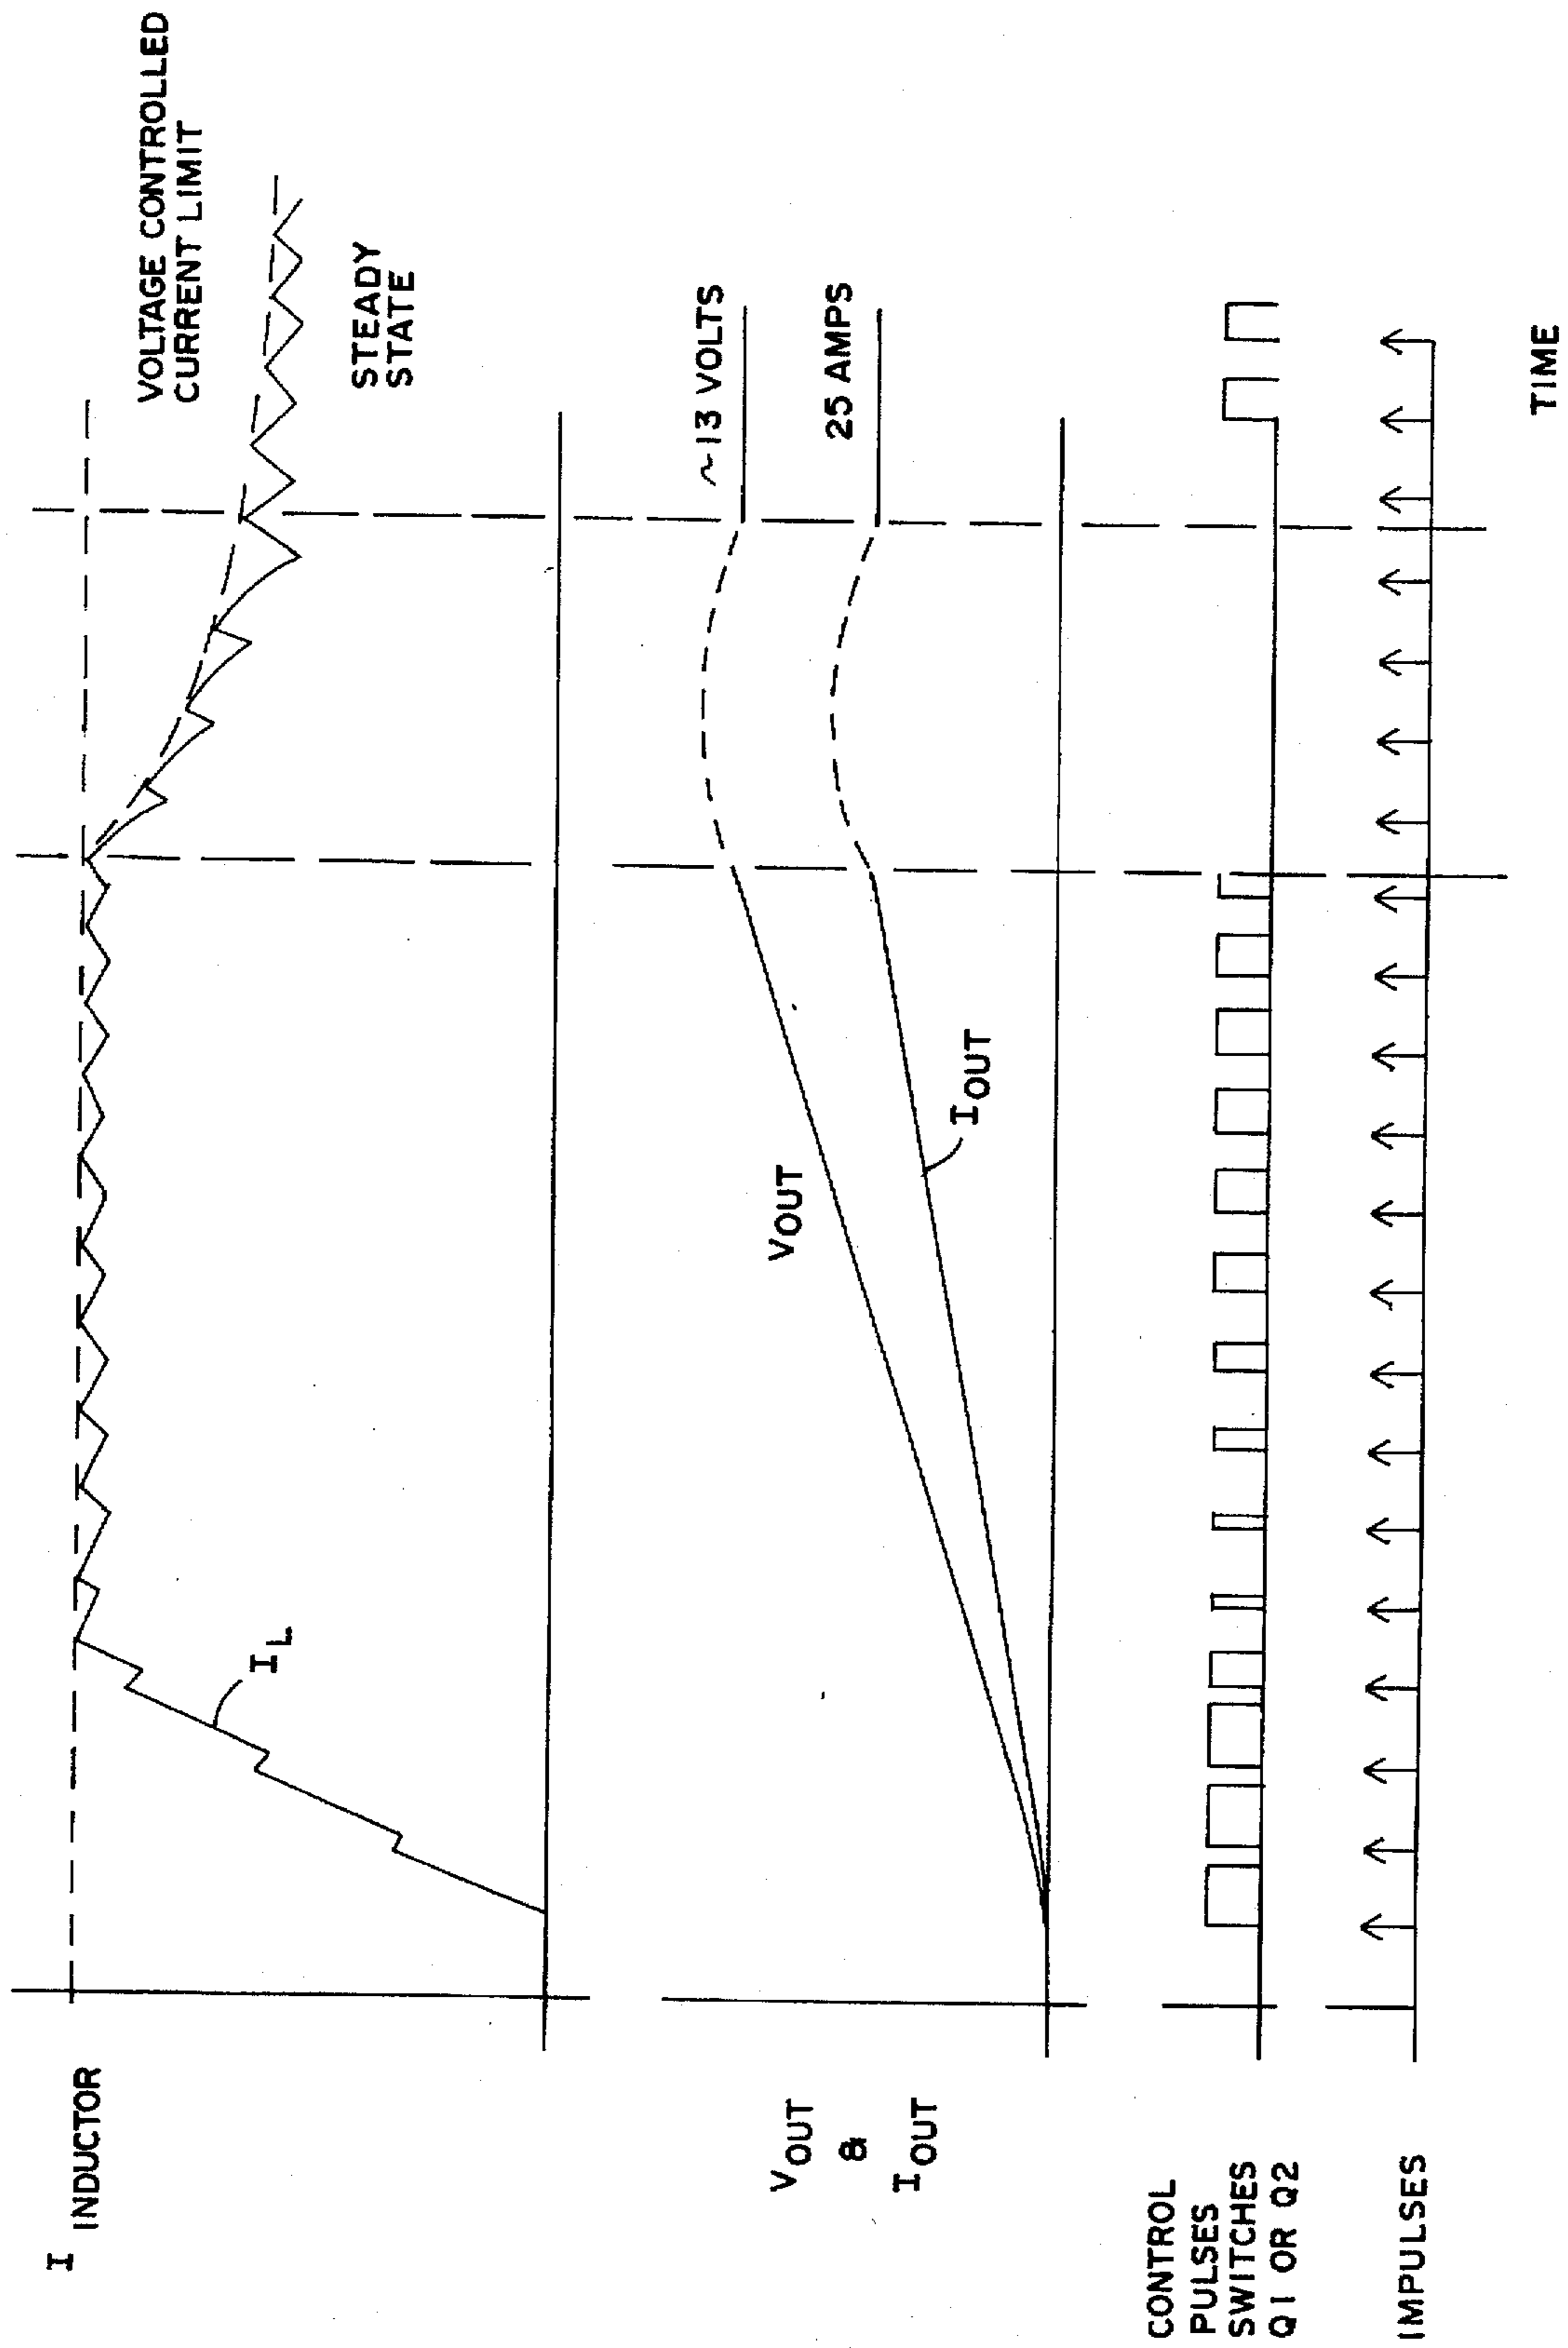 I INDUCTOR
I_L
VOLTAGE CONTROLLED
CURRENT LIMIT
STEADY
STATE
V_OUT
&
I_OUT
V_OUT
I_OUT
~13 VOLTS
25 AMPS
CONTROL
PULSES
SWITCHES
Q1 OR Q2
IMPULSES
TIME